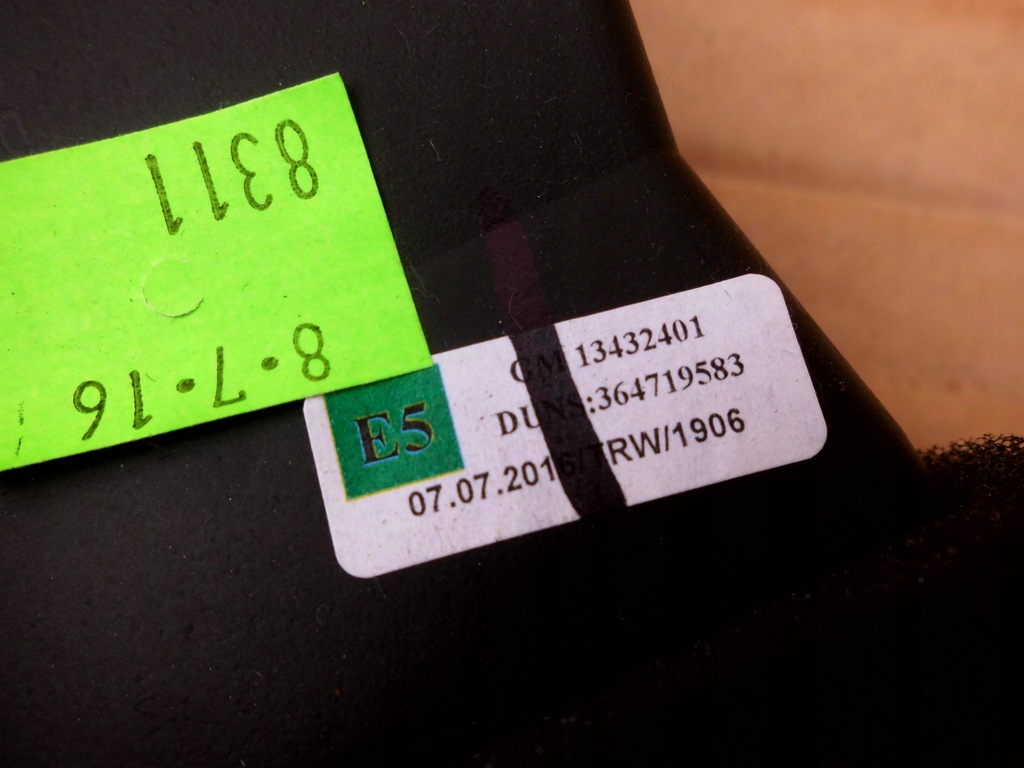 8311
8.7.16
E5
GM 13432401
DUNS:364719583
07.07.2016/TRW/1906